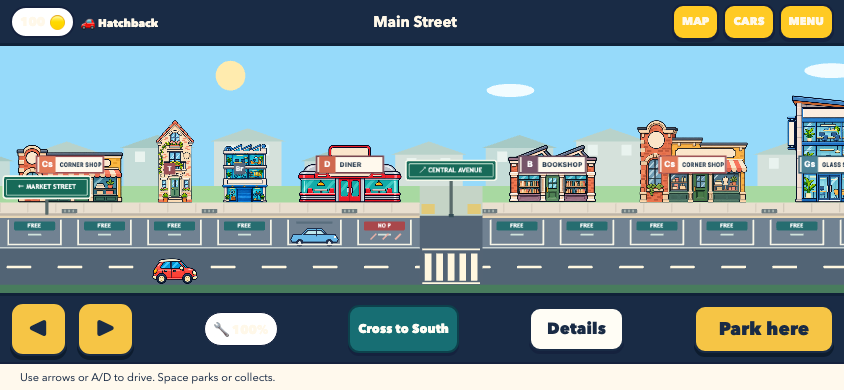 100
Hatchback
Main Street
MAP
CARS
MENU
Cs CORNER SHOP
← MARKET STREET
T
D DINER
↗ CENTRAL AVENUE
B BOOKSHOP
Cs CORNER SHOP
Gs GLASS S
FREE
FREE
FREE
FREE
NO P
FREE
FREE
FREE
FREE
FREE
◀
▶
100%
Cross to South
Details
Park here
Use arrows or A/D to drive. Space parks or collects.